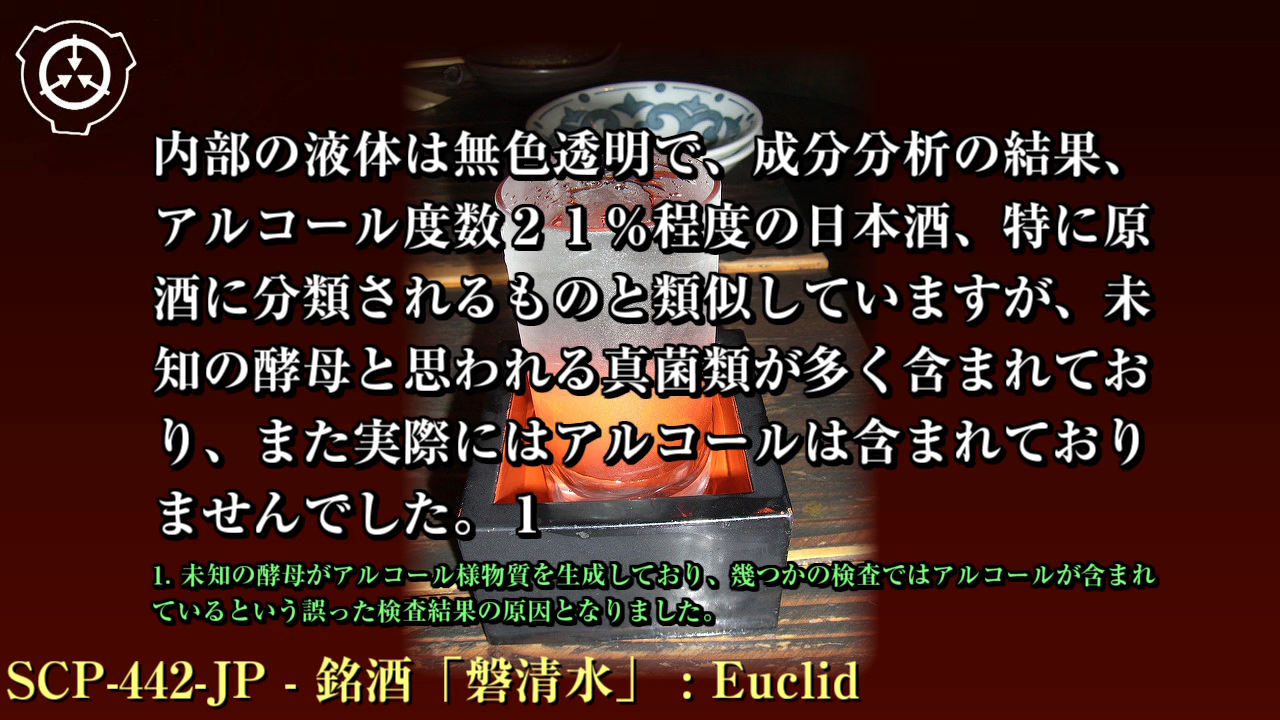 内部の液体は無色透明で、成分分析の結果、
アルコール度数２１％程度の日本酒、特に原
酒に分類されるものと類似していますが、未
知の酵母と思われる真菌類が多く含まれてお
り、また実際にはアルコールは含まれており
ませんでした。１
1. 未知の酵母がアルコール様物質を生成しており、幾つかの検査ではアルコールが含まれ
ているという誤った検査結果の原因となりました。
SCP-442-JP - 銘酒「磐清水」 : Euclid